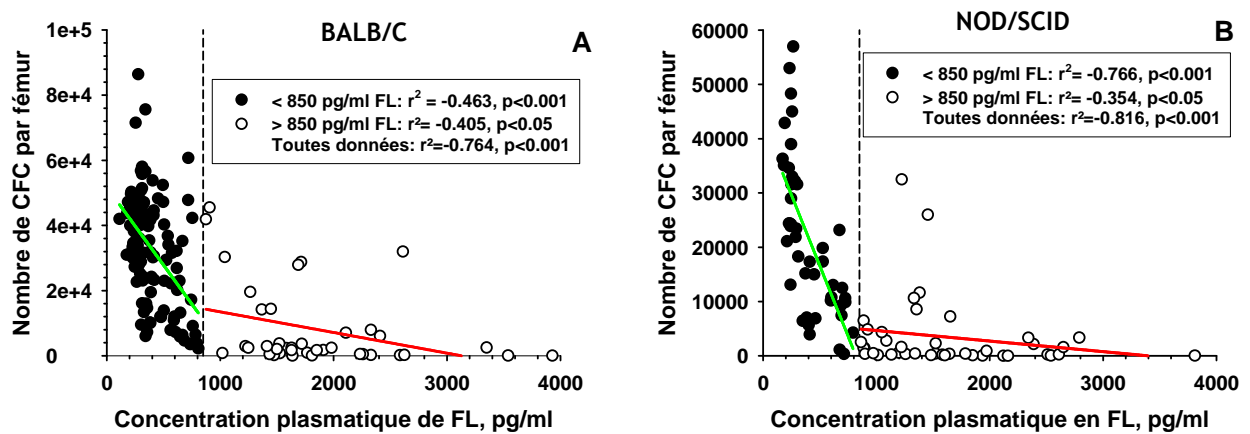 BALB/C
A
Nombre de CFC par fémur
1e+5
8e+4
6e+4
4e+4
2e+4
0
< 850 pg/ml FL: r² = -0.463, p<0.001
> 850 pg/ml FL: r²= -0.405, p<0.05
Toutes données: r²=-0.764, p<0.001
0 1000 2000 3000 4000
Concentration plasmatique de FL, pg/ml
NOD/SCID
B
Nombre de CFC par fémur
60000
50000
40000
30000
20000
10000
0
< 850 pg/ml FL: r²= -0.766, p<0.001
> 850 pg/ml FL: r²= -0.354, p<0.05
Toutes données: r²=-0.816, p<0.001
0 1000 2000 3000 4000
Concentration plasmatique en FL, pg/ml